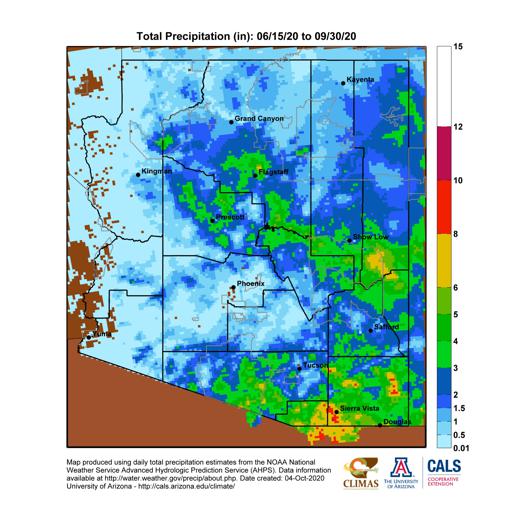 Total Precipitation (in): 06/15/20 to 09/30/20
15
Kayenta
12
Grand Canyon
10
Kingman
Flagstaff
8
Prescott
Show Low
6
Phoenix
5
4
Safford
Yuma
3
Tucson
2
1.5
Sierra Vista
1
Douglas
0.5
0.01
Map produced using daily total precipitation estimates from the NOAA National
Weather Service Advanced Hydrologic Prediction Service (AHPS). Data information
available at http://water.weather.gov/precip/about.php. Date created: 04-Oct-2020
University of Arizona - http://cals.arizona.edu/climate/
CLIMAS
A
THE UNIVERSITY
OF ARIZONA
CALS
COOPERATIVE
EXTENSION